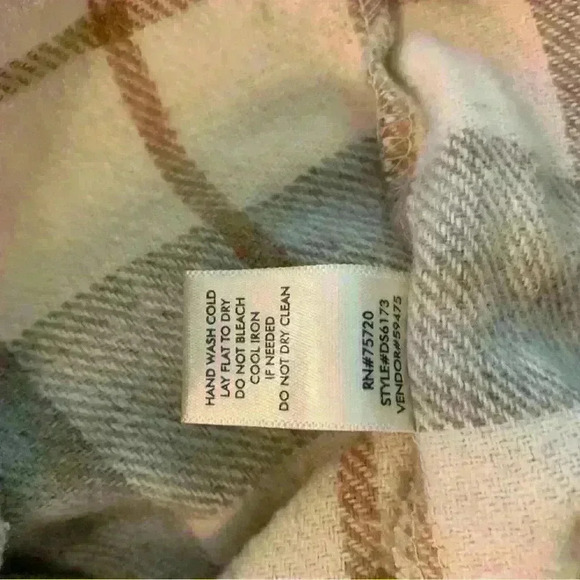 HAND WASH COLD
LAY FLAT TO DRY
DO NOT BLEACH
COOL IRON
IF NEEDED
DO NOT DRY CLEAN
RN#75720
STYLE#DS6173
VENDOR#59475